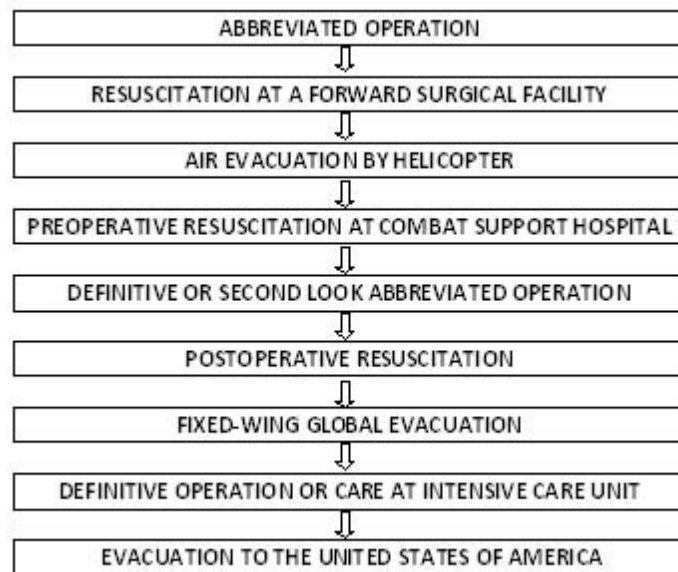 ABBREVIATED OPERATION
RESUSCITATION AT A FORWARD SURGICAL FACILITY
AIR EVACUATION BY HELICOPTER
PREOPERATIVE RESUSCITATION AT COMBAT SUPPORT HOSPITAL
DEFINITIVE OR SECOND LOOK ABBREVIATED OPERATION
POSTOPERATIVE RESUSCITATION
FIXED-WING GLOBAL EVACUATION
DEFINITIVE OPERATION OR CARE AT INTENSIVE CARE UNIT
EVACUATION TO THE UNITED STATES OF AMERICA